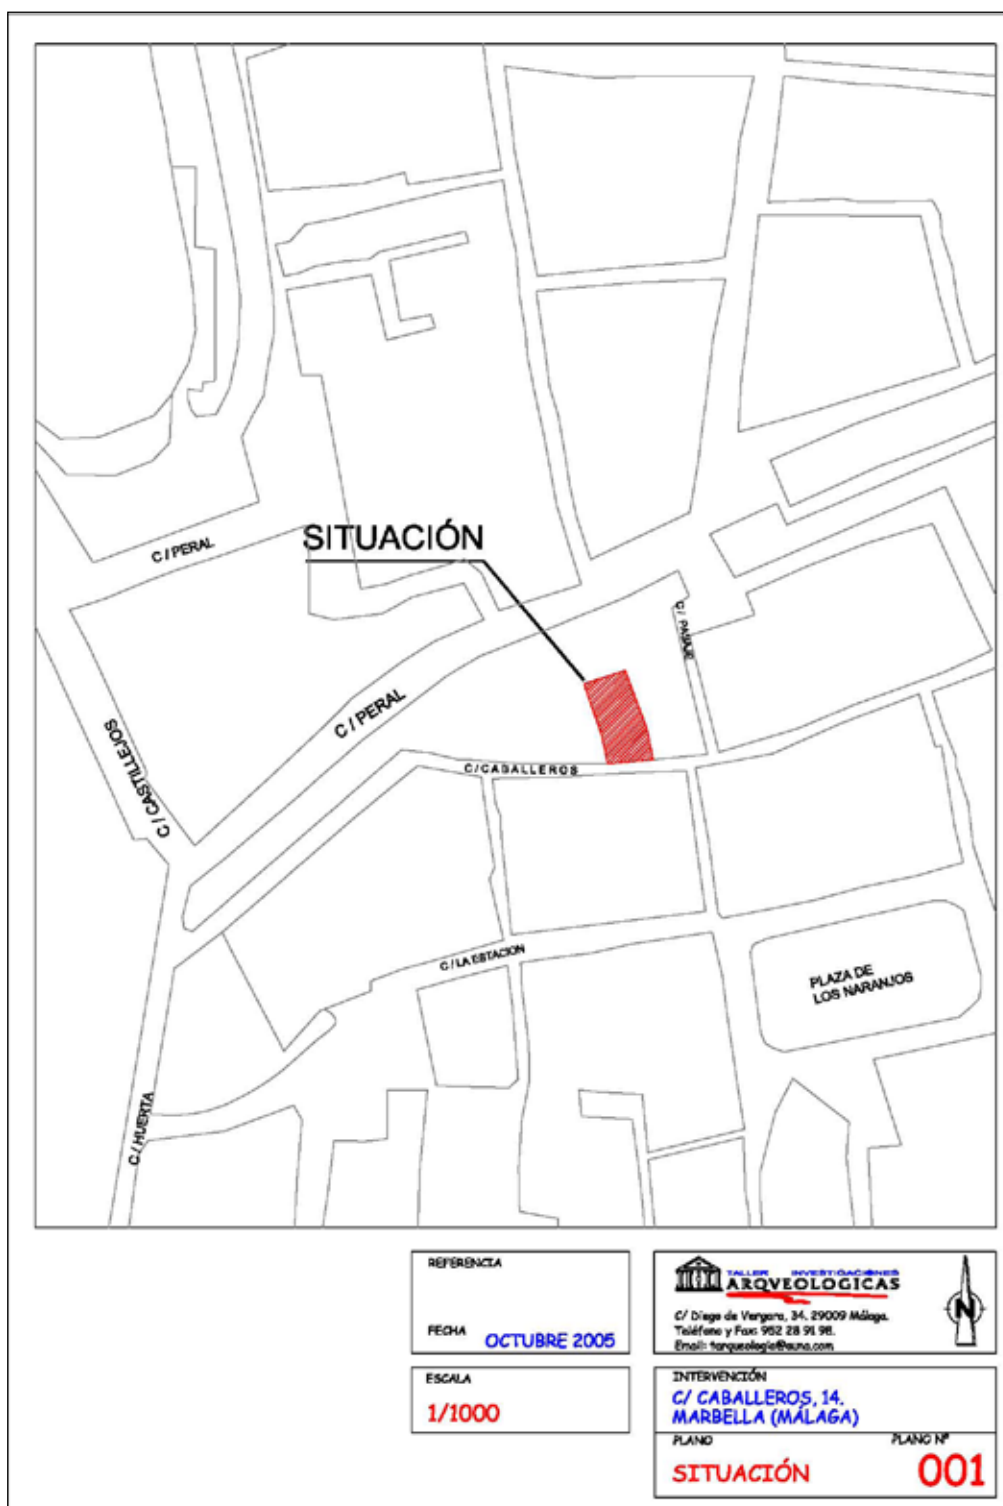 SITUACIÓN
C/ PERAL
C/ PASAJE
C/ PERAL
C/ CASTILLEJOS
C/CABALLEROS
C/ LA ESTACION
PLAZA DE
LOS NARANJOS
C/ HUERTA
REFERENCIA
FECHA OCTUBRE 2005
ESCALA
1/1000
TALLER INVESTIGACIONES
ARQVEOLOGICAS
C/ Diego de Vergara, 34. 29009 Málaga.
Teléfono y Fax: 952 28 91 98.
Email:
N
INTERVENCIÓN
C/ CABALLEROS, 14.
MARBELLA (MÁLAGA)
PLANO
SITUACIÓN
PLANO Nº
001